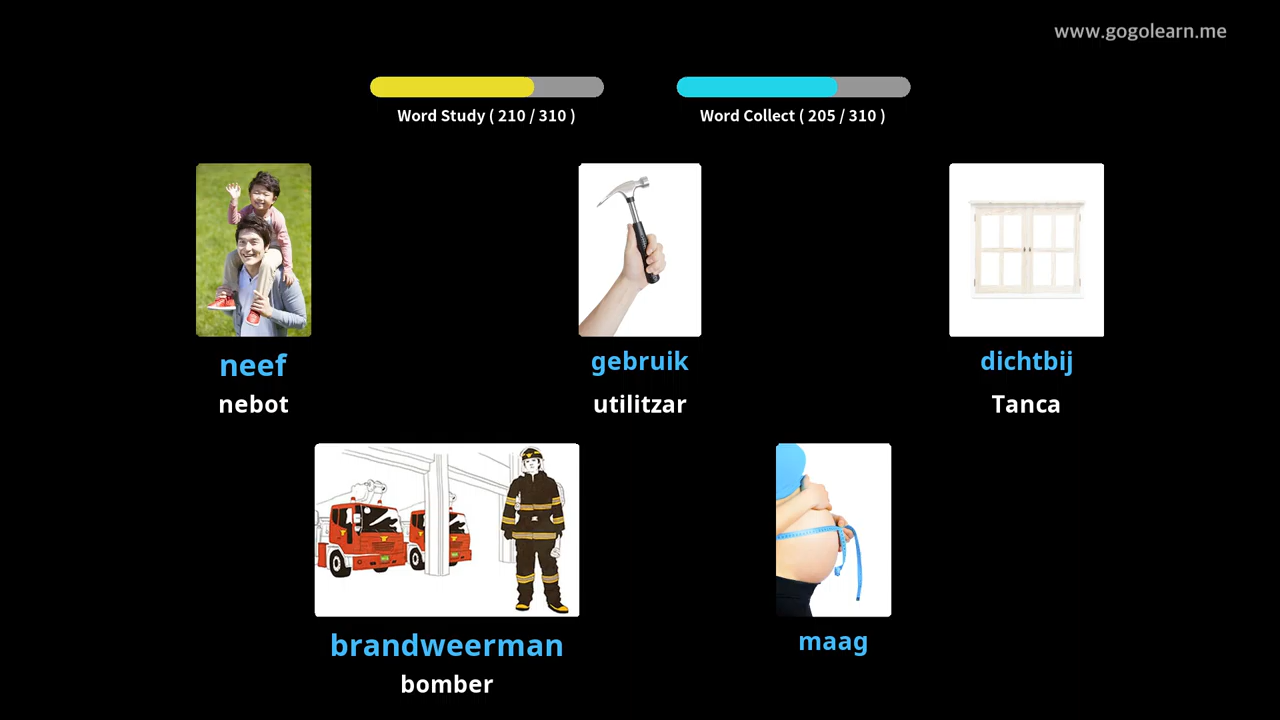 www.gogolearn.me
Word Study ( 210 / 310 )
Word Collect ( 205 / 310 )
neef
gebruik
dichtbij
nebot
utilitzar
Tanca
brandweerman
maag
bomber